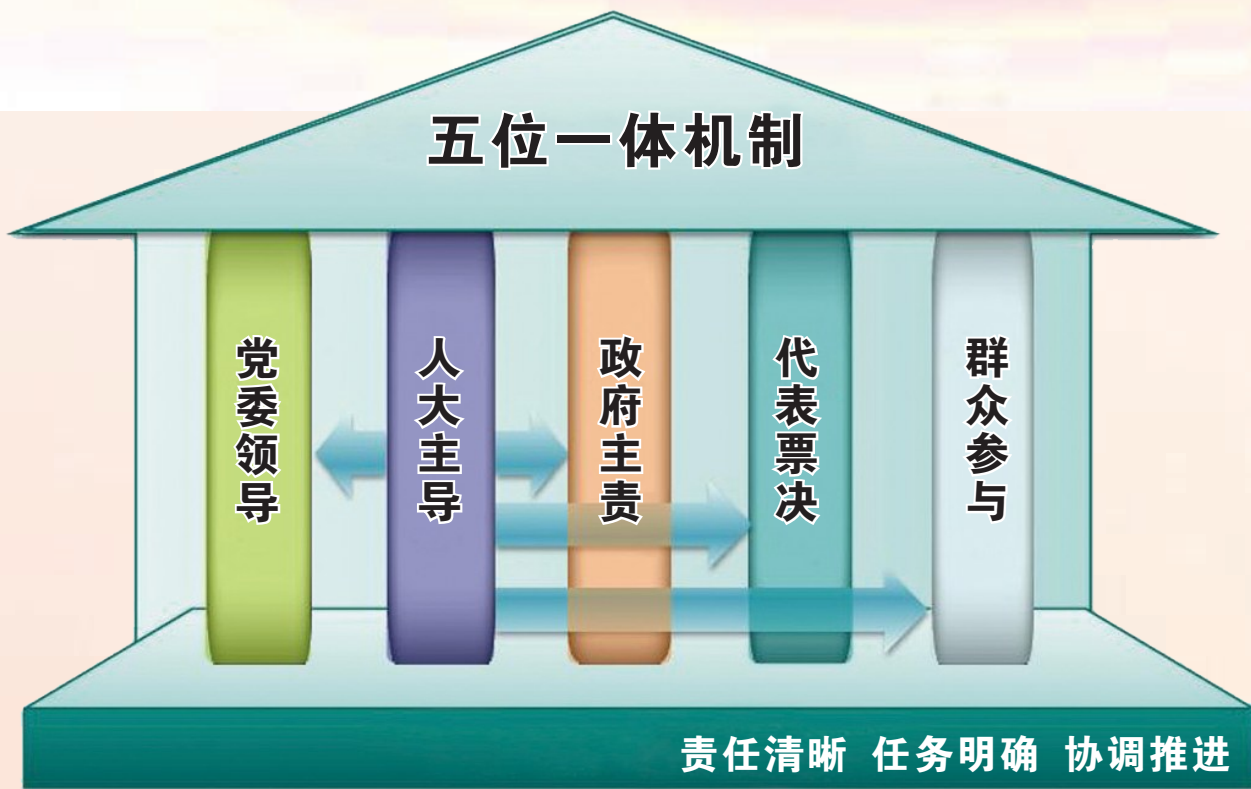 五位一体机制
党委领导
人大主导
政府主责
代表票决
群众参与
责任清晰 任务明确 协调推进